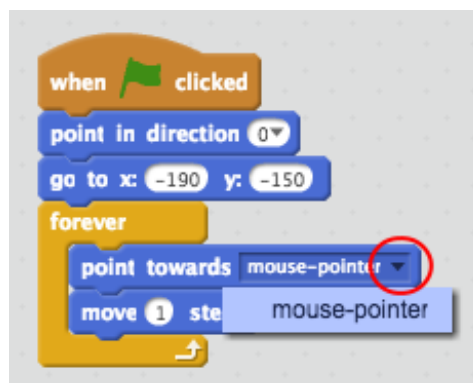 when clicked
point in direction 0
go to x: -190 y: -150
forever
point towards mouse-pointer
move 1 ste mouse-pointer